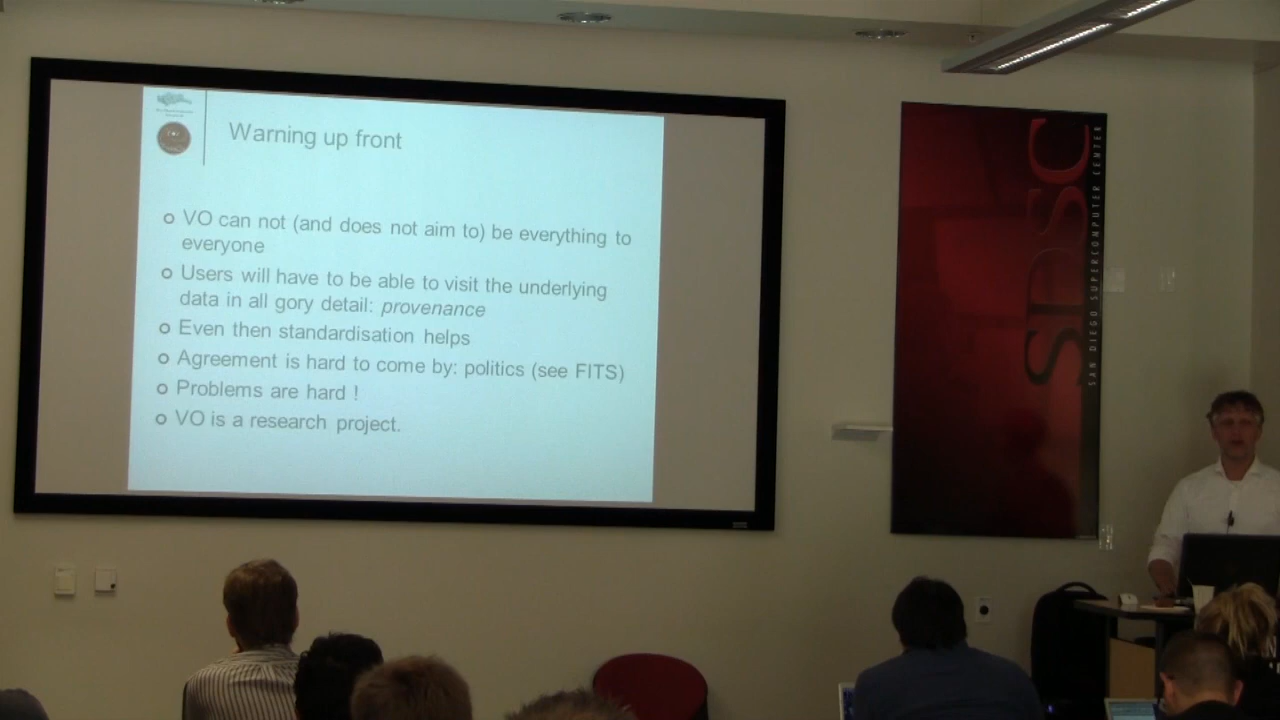 Warning up front
VO can not (and does not aim to) be everything to
everyone
Users will have to be able to visit the underlying
data in all gory detail: provenance
Even then standardisation helps
Agreement is hard to come by: politics (see FITS)
Problems are hard !
VO is a research project.
SDSC
SAN DIEGO SUPERCOMPUTER CENTER